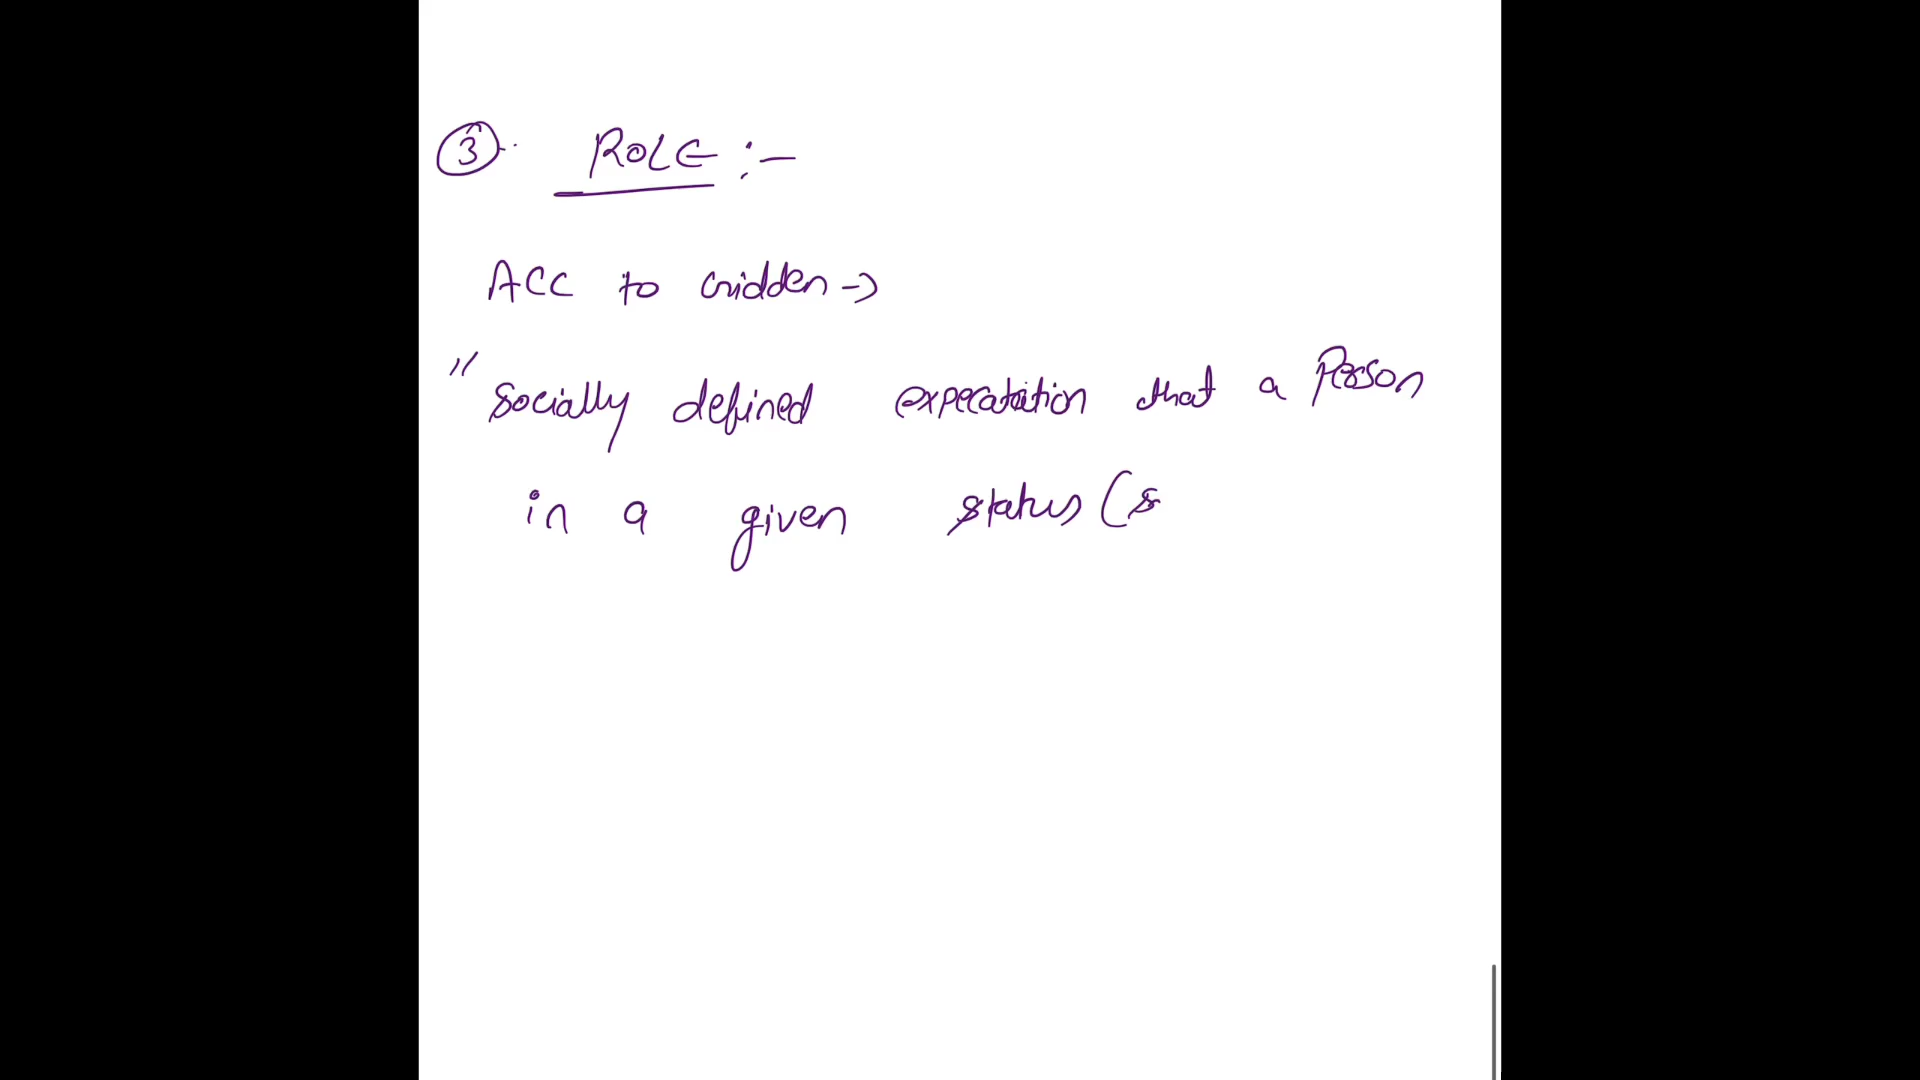 ③. ROLE :-
ACC to Gidden →
" Socially defined expecatation that a Person
in a given status (s